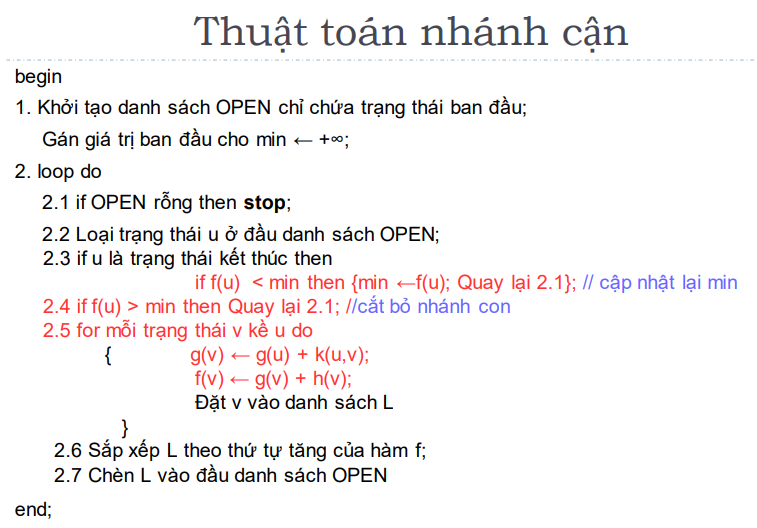 Thuật toán nhánh cận
begin
1. Khởi tạo danh sách OPEN chỉ chứa trạng thái ban đầu;
Gán giá trị ban đầu cho min ← +∞;
2. loop do
2.1 if OPEN rỗng then stop;
2.2 Loại trạng thái u ở đầu danh sách OPEN;
2.3 if u là trạng thái kết thúc then
if f(u) < min then {min ←f(u); Quay lại 2.1}; // cập nhật lại min
2.4 if f(u) > min then Quay lại 2.1; //cắt bỏ nhánh con
2.5 for mỗi trạng thái v kề u do
{ g(v) ← g(u) + k(u,v);
f(v) ← g(v) + h(v);
Đặt v vào danh sách L
}
2.6 Sắp xếp L theo thứ tự tăng của hàm f;
2.7 Chèn L vào đầu danh sách OPEN
end;